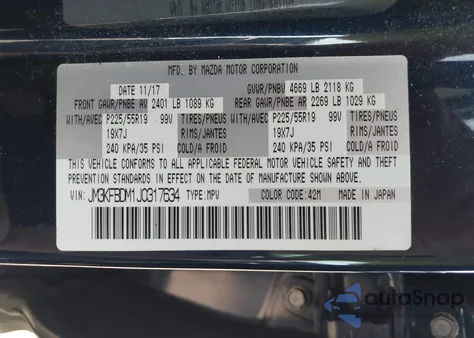 MFD. BY MAZDA MOTOR CORPORATION
DATE 11/17 GVWR/PNBV 4669 LB 2118 KG
FRONT GAWR/PNBE AV 2401 LB 1089 KG REAR GAWR/PNBE AR 2269 LB 1029 KG
WITH/AVEC P225/55R19 99V TIRES/PNEUS WITH/AVEC P225/55R19 99V TIRES/PNEUS
19X7J RIMS/JANTES 19X7J RIMS/JANTES
240 KPA/35 PSI COLD/A FROID 240 KPA/35 PSI COLD/A FROID
THIS VEHICLE CONFORMS TO ALL APPLICABLE FEDERAL MOTOR VEHICLE SAFETY AND THEFT
PREVENTION STANDARDS IN EFFECT ON THE DATE OF MANUFACTURE SHOWN ABOVE.
VIN: JM3KFBDM1J0317634 TYPE: MPV COLOR CODE: 42M MADE IN JAPAN
autoSnap